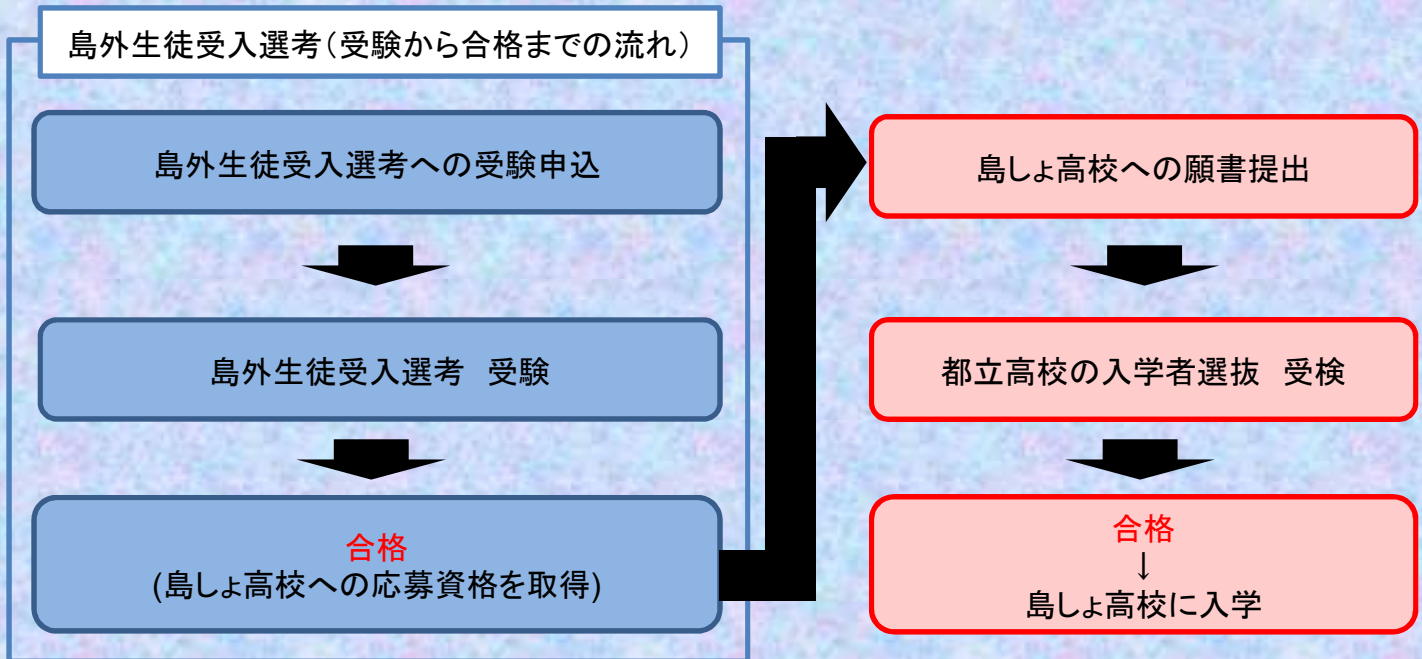 島外生徒受入選考(受験から合格までの流れ)
島外生徒受入選考への受験申込
島外生徒受入選考　受験
合格
(島しょ高校への応募資格を取得)
島しょ高校への願書提出
都立高校の入学者選抜　受検
合格
↓
島しょ高校に入学